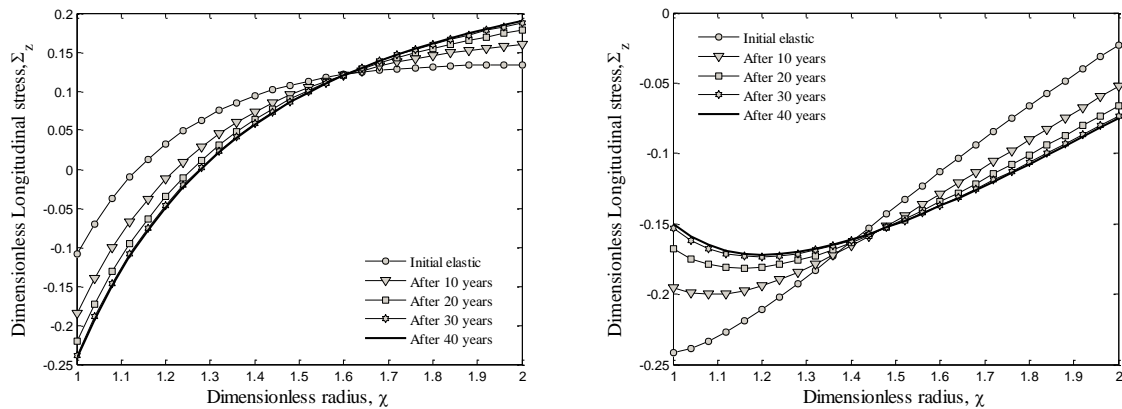 0.2
0.15
0.1
0.05
0
-0.05
-0.1
-0.15
-0.2
-0.25
1
1.1
1.2
1.3
1.4
1.5
1.6
1.7
1.8
1.9
2
Dimensionless Longitudinal stress, Σz
Dimensionless radius, χ
Initial elastic
After 10 years
After 20 years
After 30 years
After 40 years
0
-0.05
-0.1
-0.15
-0.2
-0.25
1
1.1
1.2
1.3
1.4
1.5
1.6
1.7
1.8
1.9
2
Dimensionless Longitudinal stress, Σz
Dimensionless radius, χ
Initial elastic
After 10 years
After 20 years
After 30 years
After 40 years